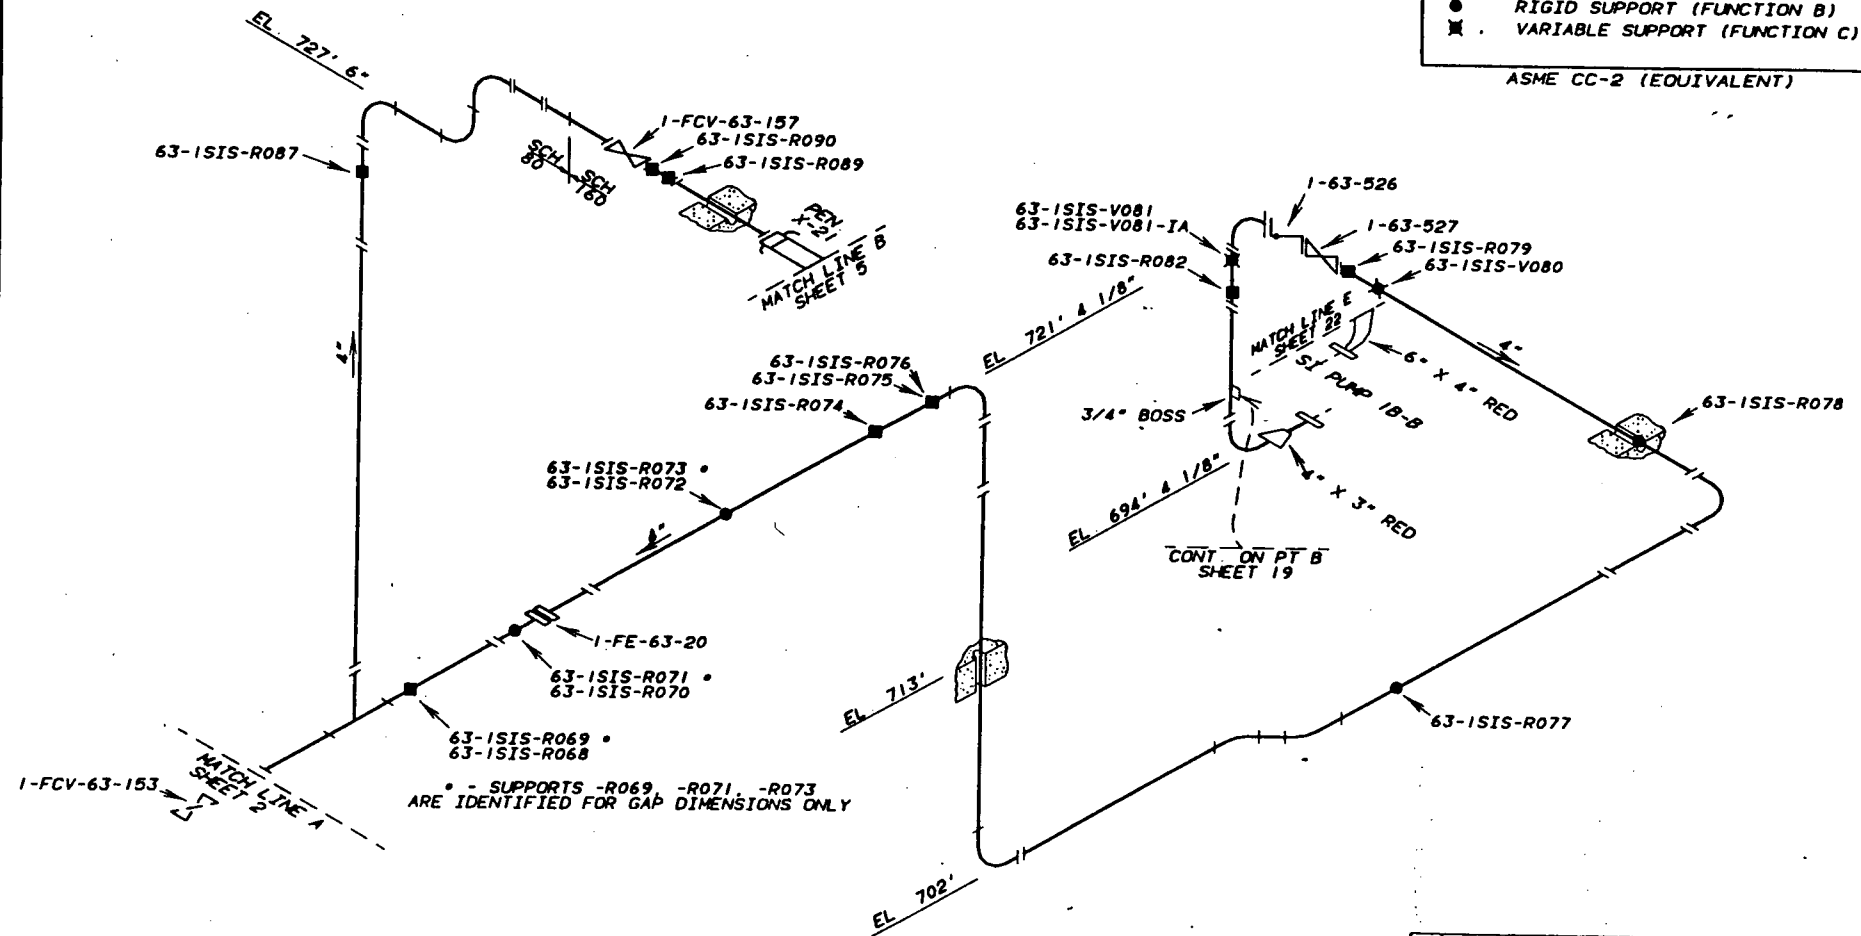 RIGID SUPPORT (FUNCTION B)
VARIABLE SUPPORT (FUNCTION C)
ASME CC-2 (EQUIVALENT)
EL 727' 6"
63-1SIS-R087
1-FCV-63-157
63-1SIS-R090
63-1SIS-R089
SCH
80
SCH
160
PEN
X-21
MATCH LINE B
SHEET 5
4"
1-63-526
1-63-527
63-1SIS-V081
63-1SIS-V081-IA
63-1SIS-R082
63-1SIS-R079
63-1SIS-V080
EL 721' 4 1/8"
MATCH LINE E
SHEET 22
SI PUMP 1B-B
6" X 4" RED
4"
63-1SIS-R078
63-1SIS-R076
63-1SIS-R075
63-1SIS-R074
3/4" BOSS
4" X 3" RED
EL 694' 4 1/8"
CONT ON PT B
SHEET 19
63-1SIS-R073 •
63-1SIS-R072
4"
1-FE-63-20
63-1SIS-R071 •
63-1SIS-R070
EL 713'
63-1SIS-R077
63-1SIS-R069 •
63-1SIS-R068
1-FCV-63-153
MATCH LINE A
SHEET 2
• - SUPPORTS -R069, -R071, -R073
ARE IDENTIFIED FOR GAP DIMENSIONS ONLY
EL 702'